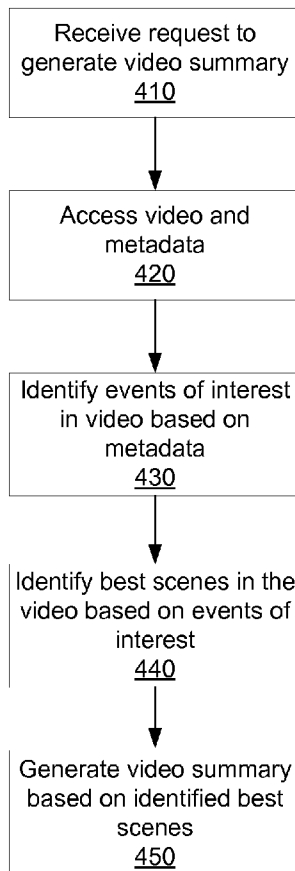 Receive request to
generate video summary
410
Access video and
metadata
420
Identify events of interest
in video based on
metadata
430
Identify best scenes in the
video based on events of
interest
440
Generate video summary
based on identified best
scenes
450